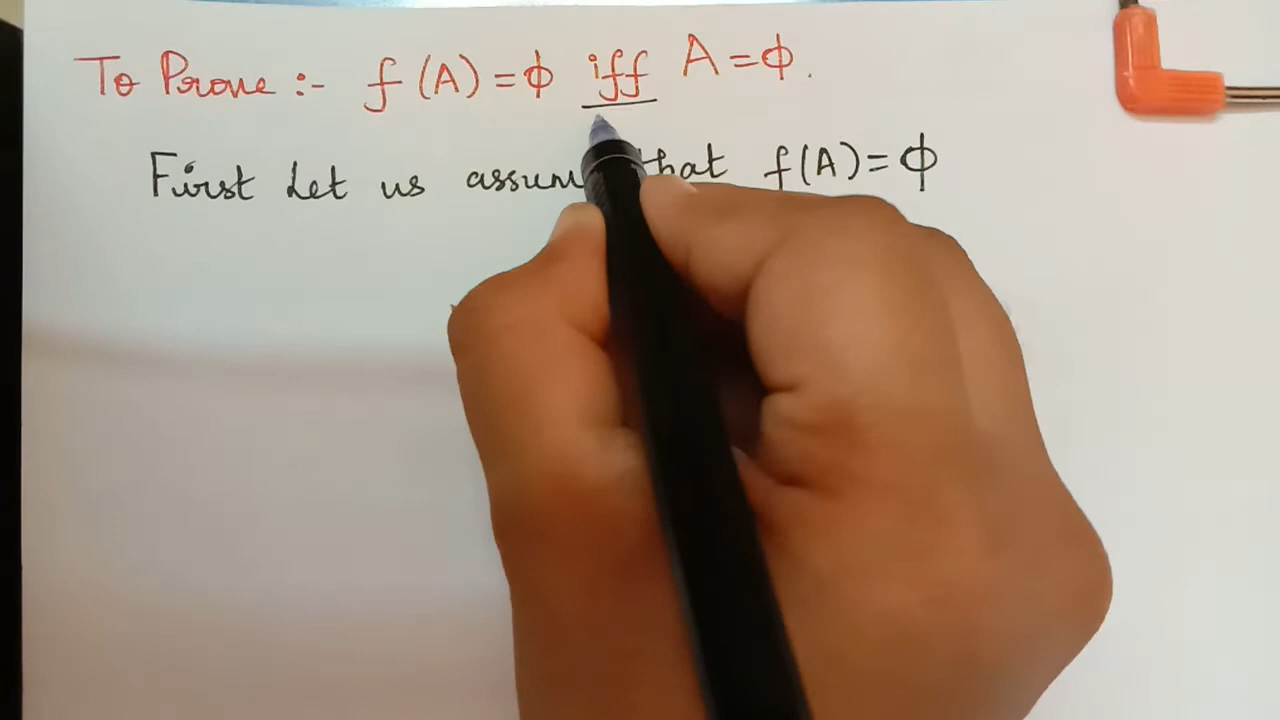 To Prove :- f(A) = ϕ iff A = ϕ.
First Let us assum that f(A) = ϕ